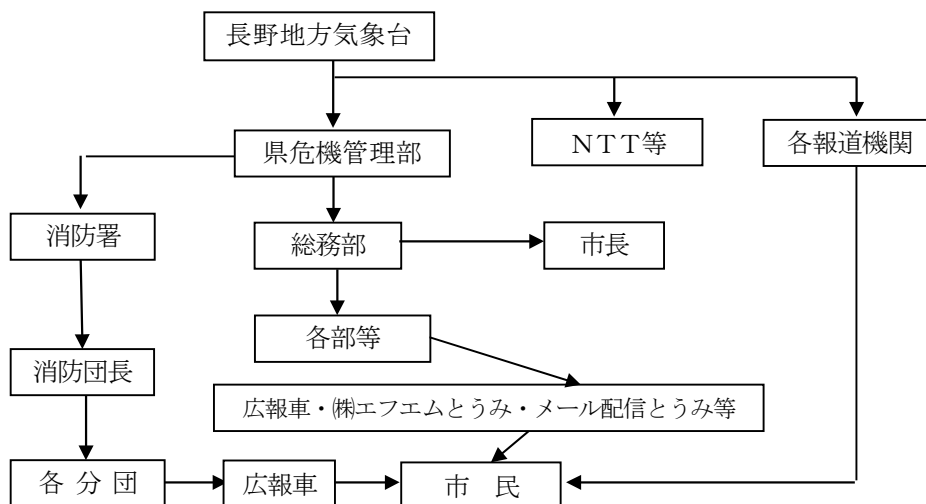 長野地方気象台
県危機管理部
ＮＴＴ等
各報道機関
消防署
総務部
市長
各部等
消防団長
広報車・㈱エフエムとうみ・メール配信とうみ等
各 分 団
広報車
市　民